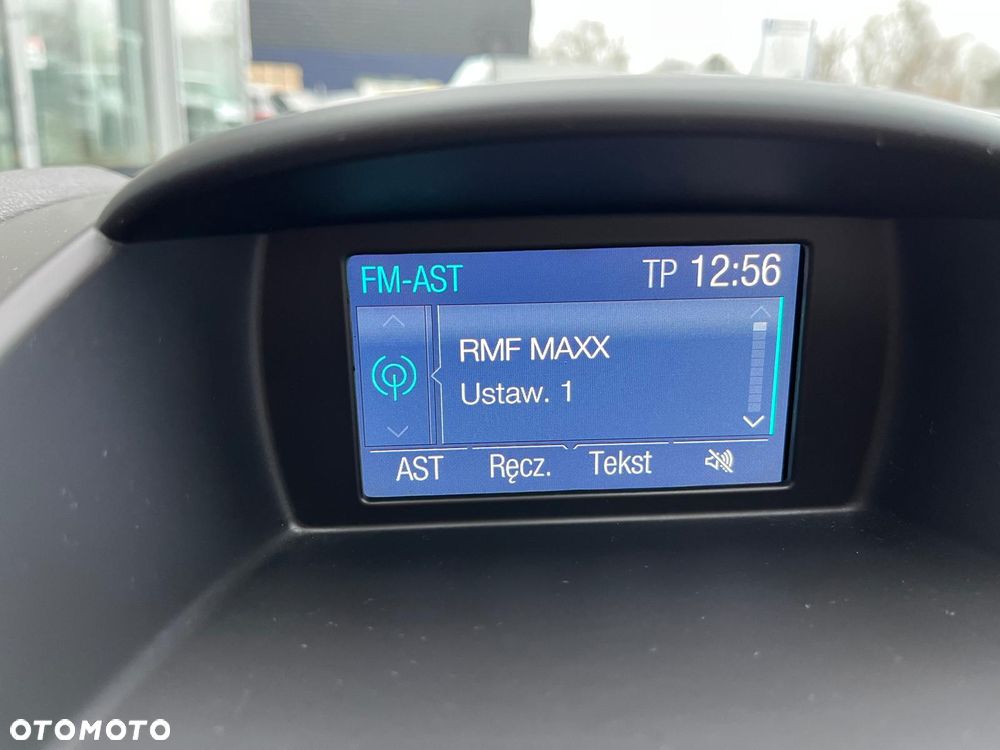 FM-AST TP 12:56
RMF MAXX
Ustaw. 1
AST Ręcz. Tekst
OTOMOTO